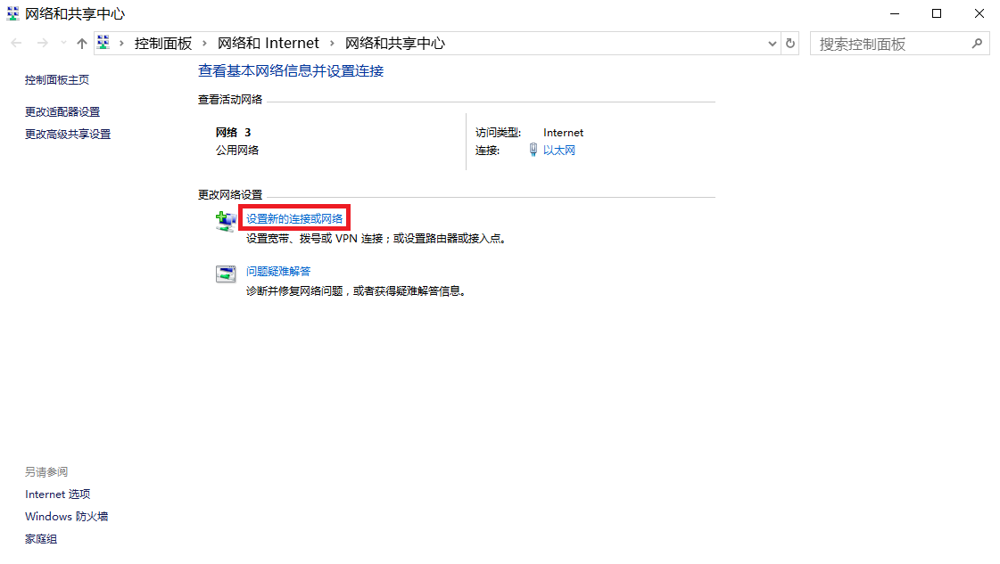 网络和共享中心
控制面板 › 网络和 Internet › 网络和共享中心
搜索控制面板
控制面板主页
更改适配器设置
更改高级共享设置
查看基本网络信息并设置连接
查看活动网络
网络 3
公用网络
访问类型: Internet
连接: 以太网
更改网络设置
设置新的连接或网络
设置宽带、拨号或 VPN 连接；或设置路由器或接入点。
问题疑难解答
诊断并修复网络问题，或者获得疑难解答信息。
另请参阅
Internet 选项
Windows 防火墙
家庭组